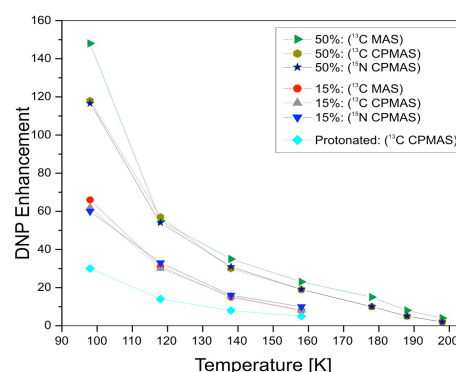 160
140
120
100
80
60
40
20
0
DNP Enhancement
50%: (¹³C MAS)
50%: (¹³C CPMAS)
50%: (¹⁵N CPMAS)
15%: (¹³C MAS)
15%: (¹³C CPMAS)
15%: (¹⁵N CPMAS)
Protonated: (¹³C CPMAS)
90 100 110 120 130 140 150 160 170 180 190 200
Temperature [K]